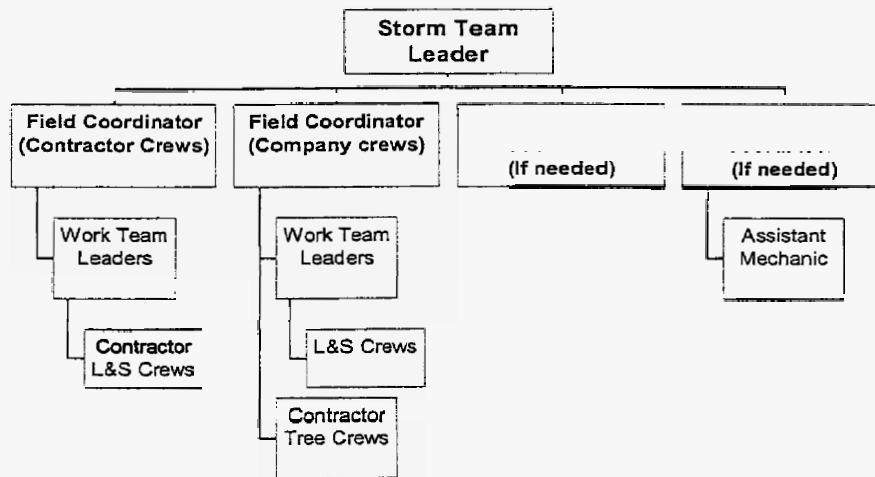 Storm Team
Leader
Field Coordinator
(Contractor Crews)
Field Coordinator
(Company crews)
(If needed)
(If needed)
Work Team
Leaders
Work Team
Leaders
Assistant
Mechanic
Contractor
L&S Crews
L&S Crews
Contractor
Tree Crews